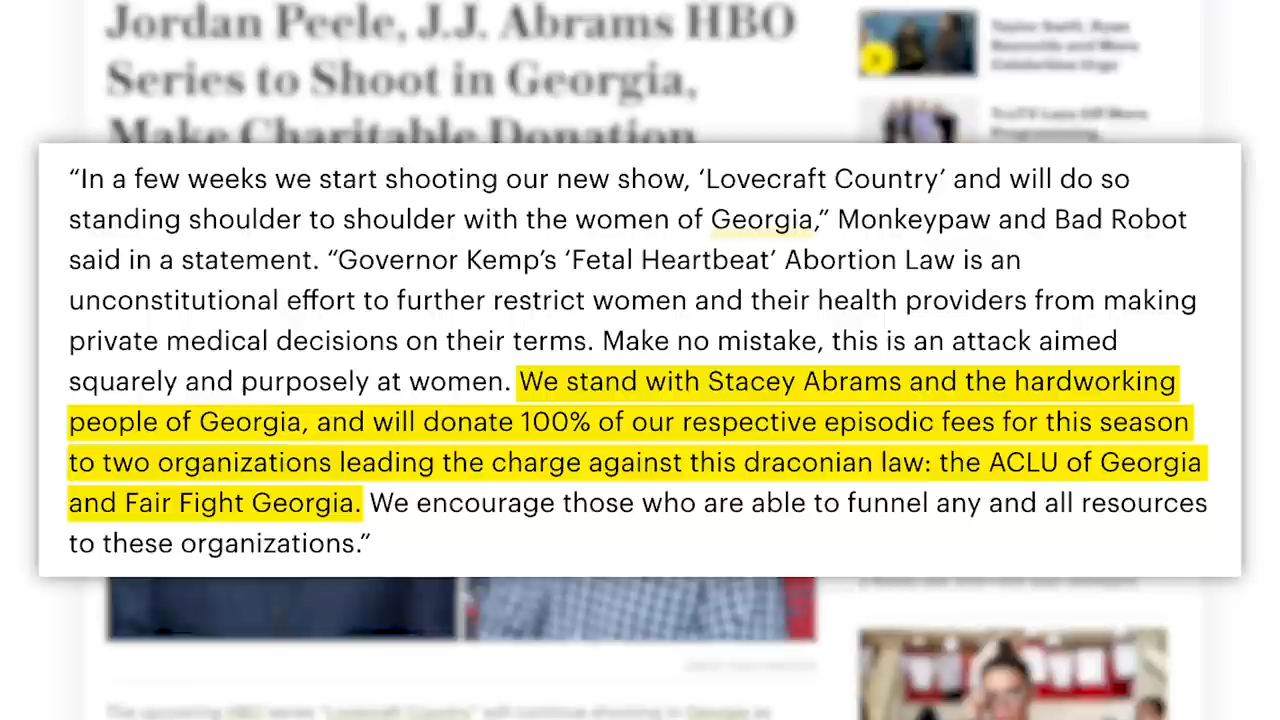 Jordan Peele, J.J. Abrams HBO
Series to Shoot in Georgia,
Make Charitable Donation
“In a few weeks we start shooting our new show, ‘Lovecraft Country’ and will do so
standing shoulder to shoulder with the women of Georgia,” Monkeypaw and Bad Robot
said in a statement. “Governor Kemp’s ‘Fetal Heartbeat’ Abortion Law is an
unconstitutional effort to further restrict women and their health providers from making
private medical decisions on their terms. Make no mistake, this is an attack aimed
squarely and purposely at women. We stand with Stacey Abrams and the hardworking
people of Georgia, and will donate 100% of our respective episodic fees for this season
to two organizations leading the charge against this draconian law: the ACLU of Georgia
and Fair Fight Georgia. We encourage those who are able to funnel any and all resources
to these organizations.”